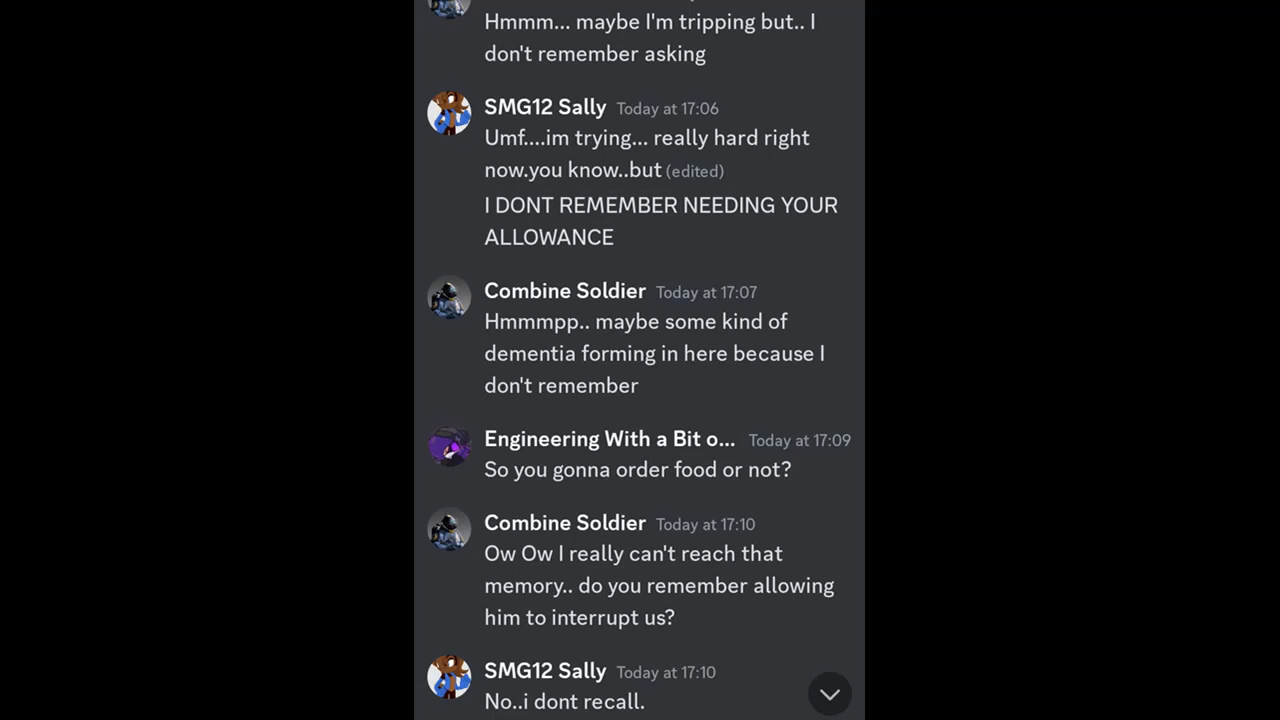 Hmmm... maybe I'm tripping but.. I
don't remember asking
SMG12 Sally Today at 17:06
Umf....im trying... really hard right
now.you know..but (edited)
I DONT REMEMBER NEEDING YOUR
ALLOWANCE
Combine Soldier Today at 17:07
Hmmmpp.. maybe some kind of
dementia forming in here because I
don't remember
Engineering With a Bit o... Today at 17:09
So you gonna order food or not?
Combine Soldier Today at 17:10
Ow Ow I really can't reach that
memory.. do you remember allowing
him to interrupt us?
SMG12 Sally Today at 17:10
No..i dont recall.